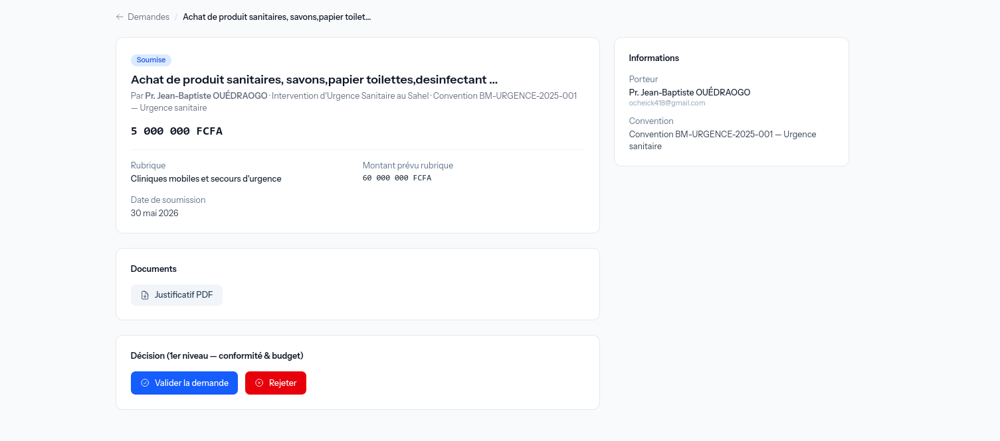 ← Demandes / Achat de produit sanitaires, savons,papier toilet...
Soumise
Achat de produit sanitaires, savons,papier toilettes,desinfectant ...
Par Pr. Jean-Baptiste OUÉDRAOGO · Intervention d'Urgence Sanitaire au Sahel · Convention BM-URGENCE-2025-001
— Urgence sanitaire
5 000 000 FCFA
Rubrique
Cliniques mobiles et secours d'urgence
Montant prévu rubrique
60 000 000 FCFA
Date de soumission
30 mai 2026
Documents
Justificatif PDF
Décision (1er niveau — conformité & budget)
Valider la demande
Rejeter
Informations
Porteur
Pr. Jean-Baptiste OUÉDRAOGO
ocheick418@gmail.com
Convention
Convention BM-URGENCE-2025-001 — Urgence
sanitaire